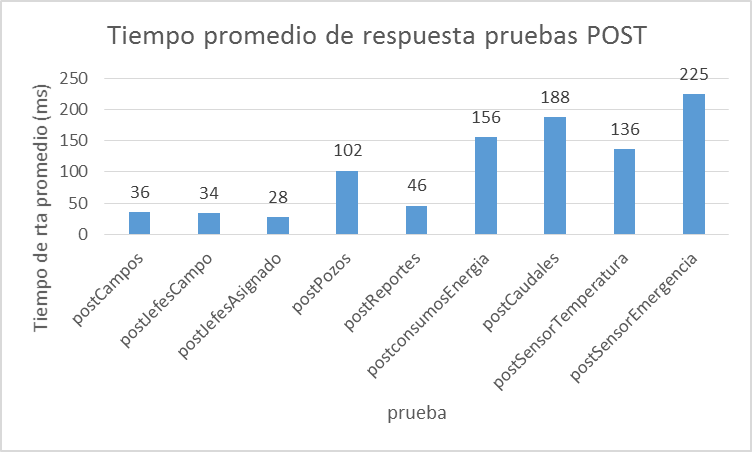 Tiempo promedio de respuesta pruebas POST
Tiempo de rta promedio (ms)
250
200
150
100
50
0
36
34
28
102
46
156
188
136
225
postCampos
postJefesCampo
postJefesAsignado
postPozos
postReportes
postconsumosEnergia
postCaudales
postSensorTemperatura
postSensorEmergencia
prueba